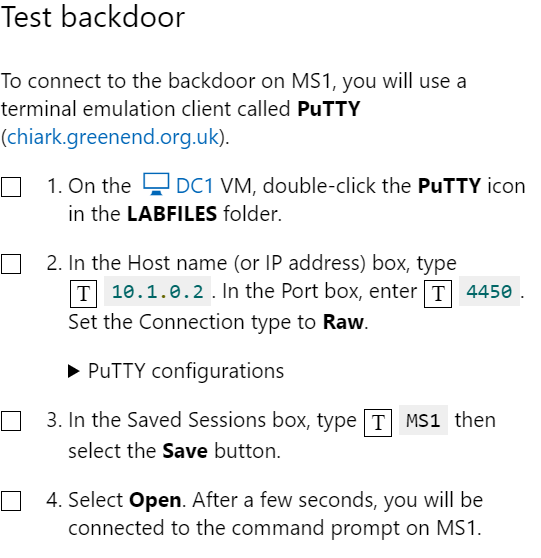 Test backdoor
To connect to the backdoor on MS1, you will use a
terminal emulation client called PuTTY
(chiark.greenend.org.uk).
1. On the DC1 VM, double-click the PuTTY icon
in the LABFILES folder.
2. In the Host name (or IP address) box, type
T 10.1.0.2 . In the Port box, enter T 4450 .
Set the Connection type to Raw.
▶ PuTTY configurations
3. In the Saved Sessions box, type T MS1 then
select the Save button.
4. Select Open. After a few seconds, you will be
connected to the command prompt on MS1.